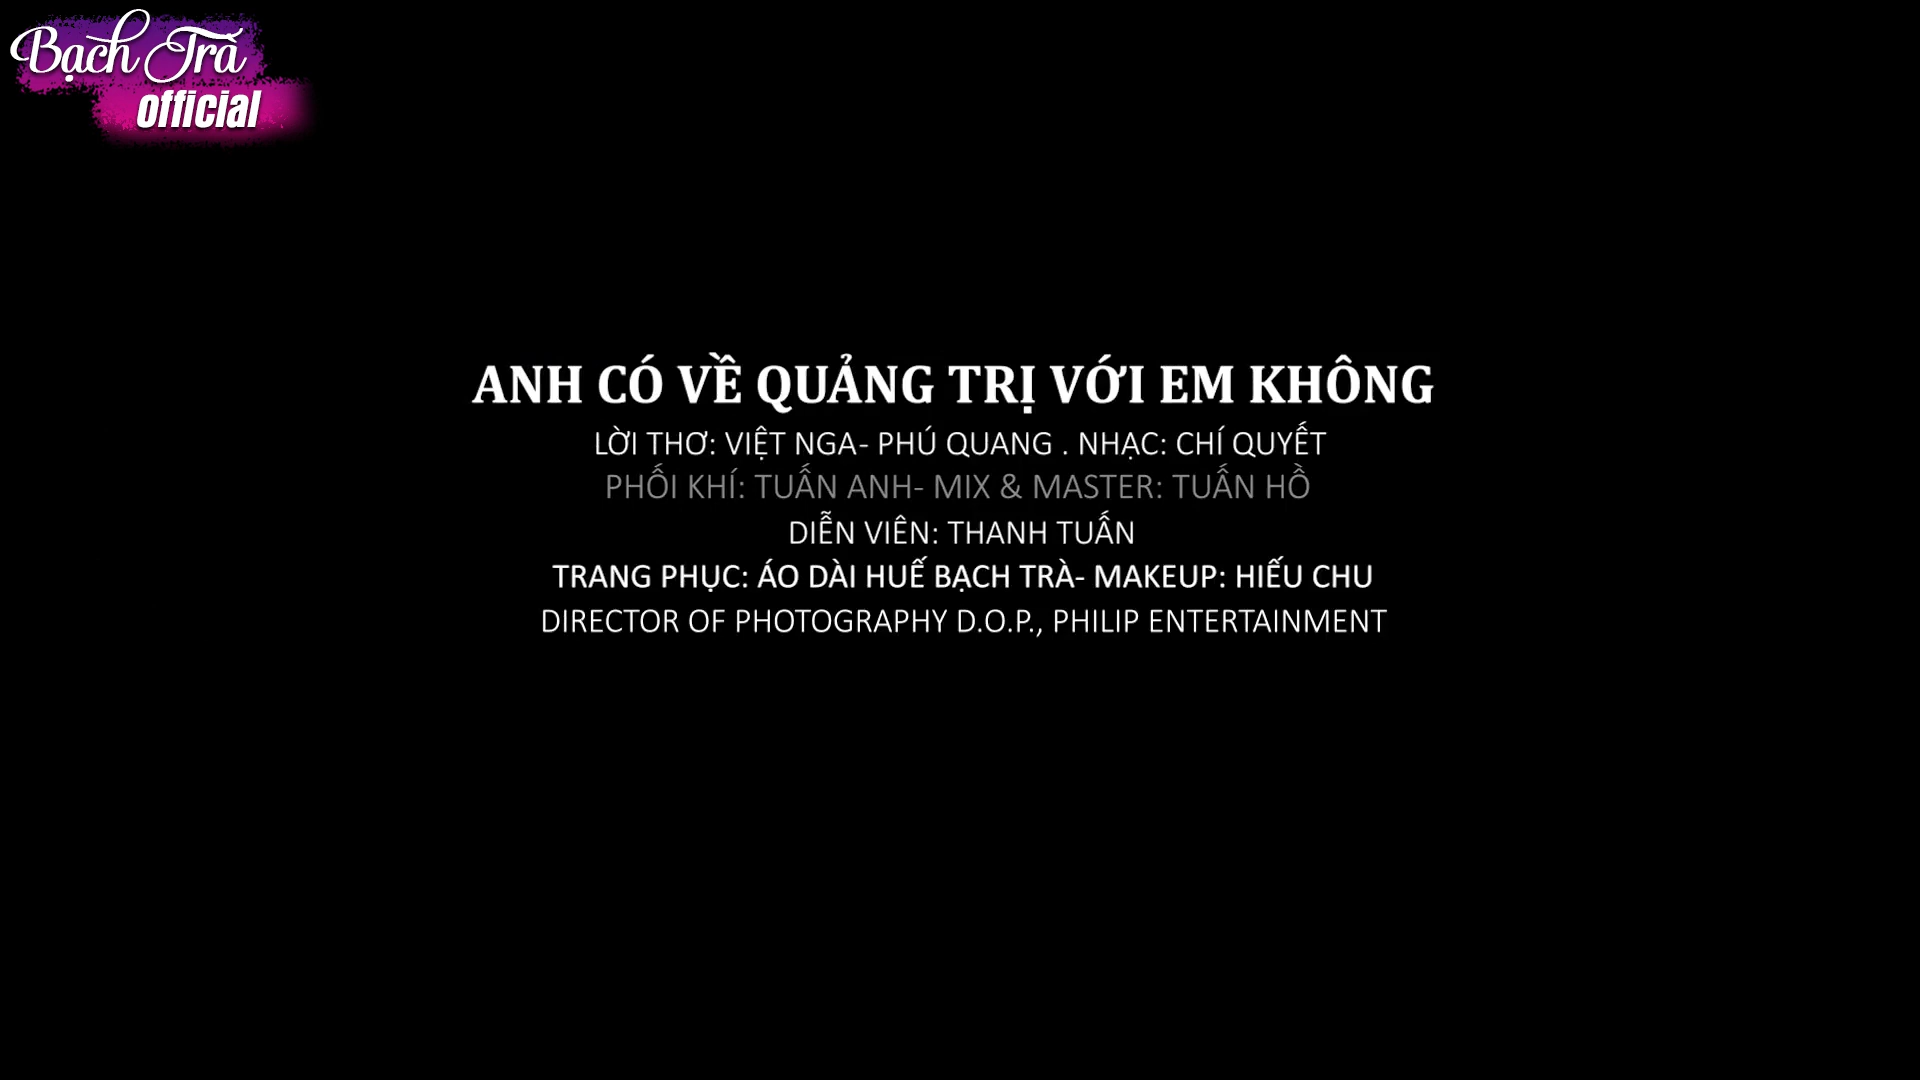 Bạch Trà
official
ANH CÓ VỀ QUẢNG TRỊ VỚI EM KHÔNG
LỜI THƠ: VIỆT NGA- PHÚ QUANG . NHẠC: CHÍ QUYẾT
PHỐI KHÍ: TUẤN ANH- MIX & MASTER: TUẤN HỒ
DIỄN VIÊN: THANH TUẤN
TRANG PHỤC: ÁO DÀI HUẾ BẠCH TRÀ- MAKEUP: HIẾU CHU
DIRECTOR OF PHOTOGRAPHY D.O.P., PHILIP ENTERTAINMENT